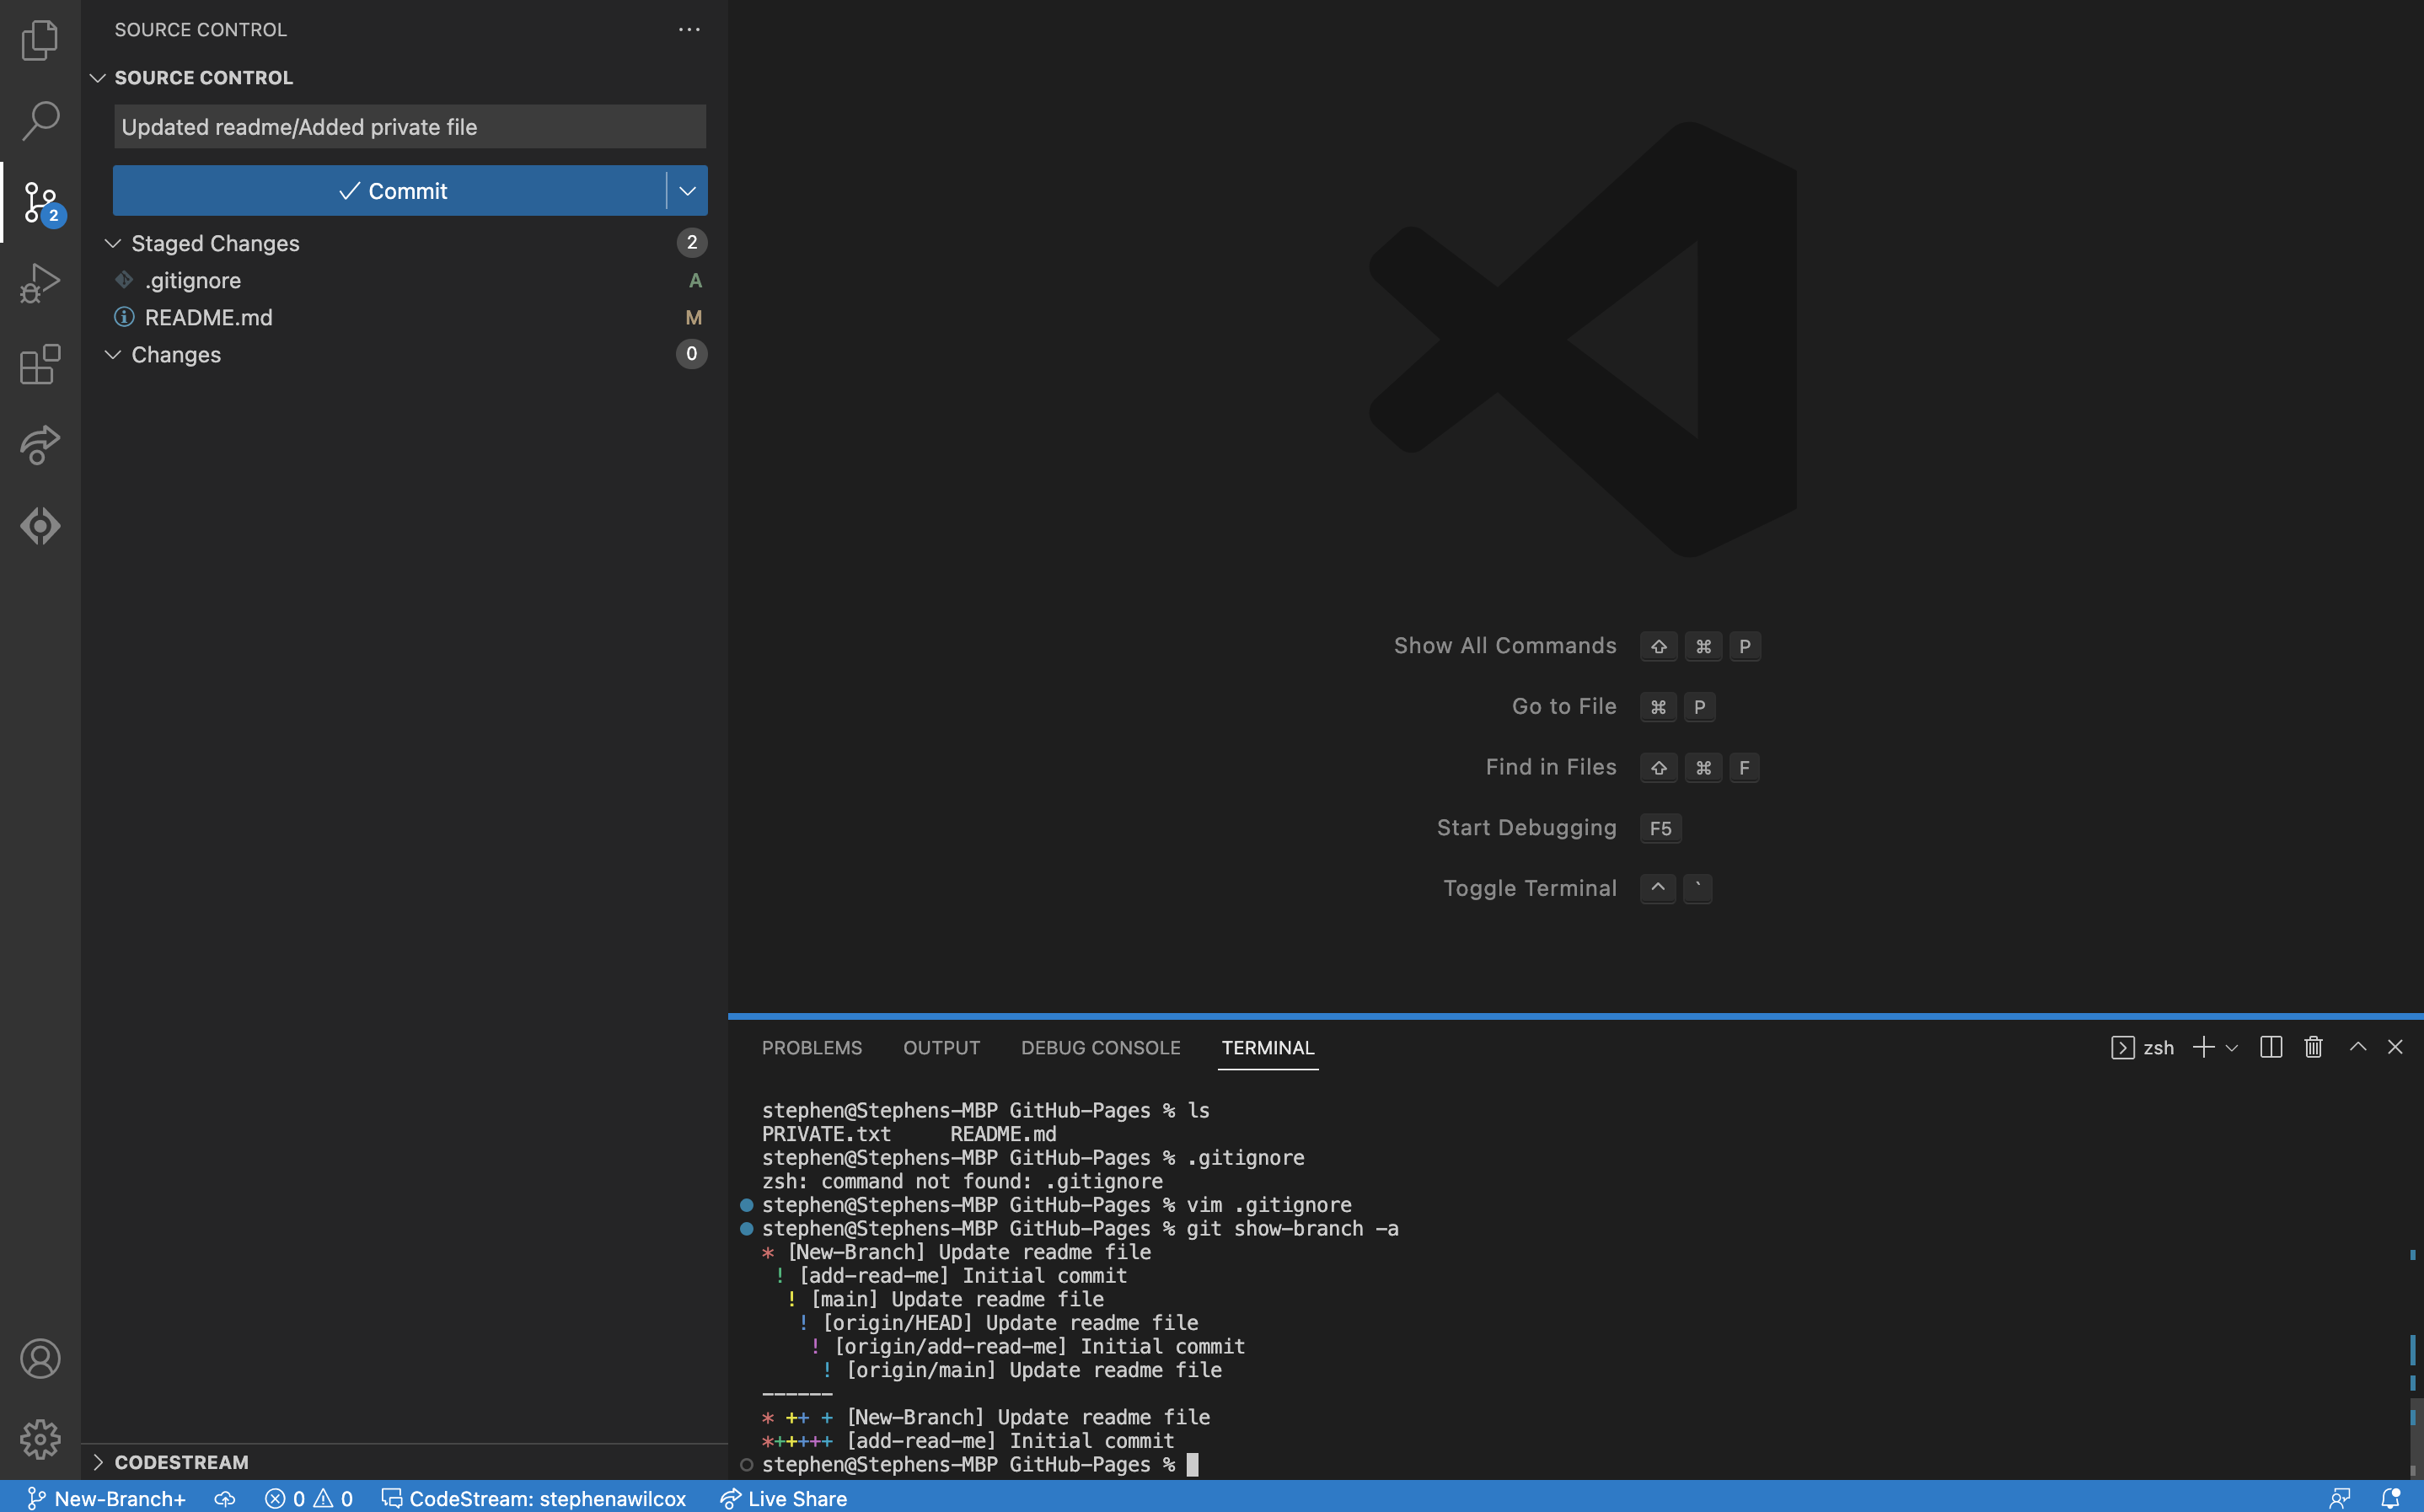 SOURCE CONTROL
SOURCE CONTROL
Updated readme/Added private file
Commit
Staged Changes 2
.gitignore A
README.md M
Changes 0
2
Show All Commands ⇧ ⌘ P
Go to File ⌘ P
Find in Files ⇧ ⌘ F
Start Debugging F5
Toggle Terminal ^ `
PROBLEMS OUTPUT DEBUG CONSOLE TERMINAL zsh
stephen@Stephens-MBP GitHub-Pages % ls
PRIVATE.txt README.md
stephen@Stephens-MBP GitHub-Pages % .gitignore
zsh: command not found: .gitignore
stephen@Stephens-MBP GitHub-Pages % vim .gitignore
stephen@Stephens-MBP GitHub-Pages % git show-branch -a
* [New-Branch] Update readme file
! [add-read-me] Initial commit
! [main] Update readme file
! [origin/HEAD] Update readme file
! [origin/add-read-me] Initial commit
! [origin/main] Update readme file
------
* ++ + [New-Branch] Update readme file
*+++++ [add-read-me] Initial commit
stephen@Stephens-MBP GitHub-Pages %
CODESTREAM
New-Branch+ 0 0 CodeStream: stephenawilcox Live Share